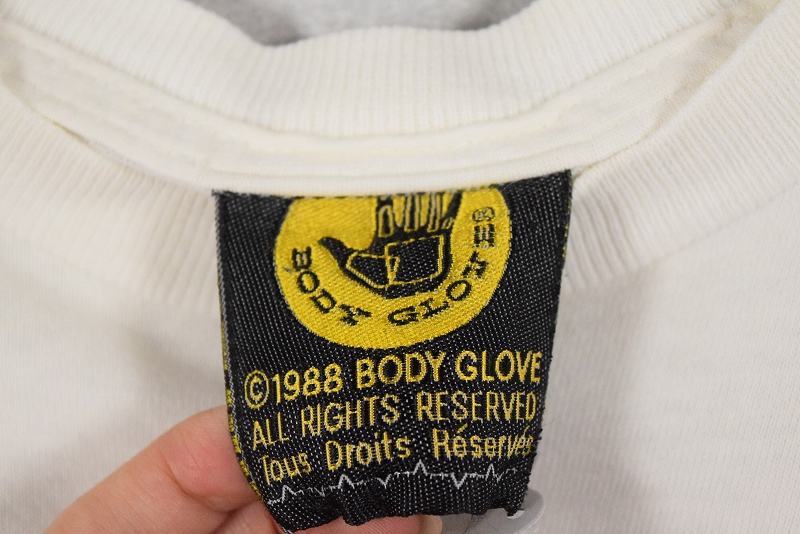 BODY GLOVE®
©1988 BODY GLOVE
ALL RIGHTS RESERVED
Tous Droits Réservés